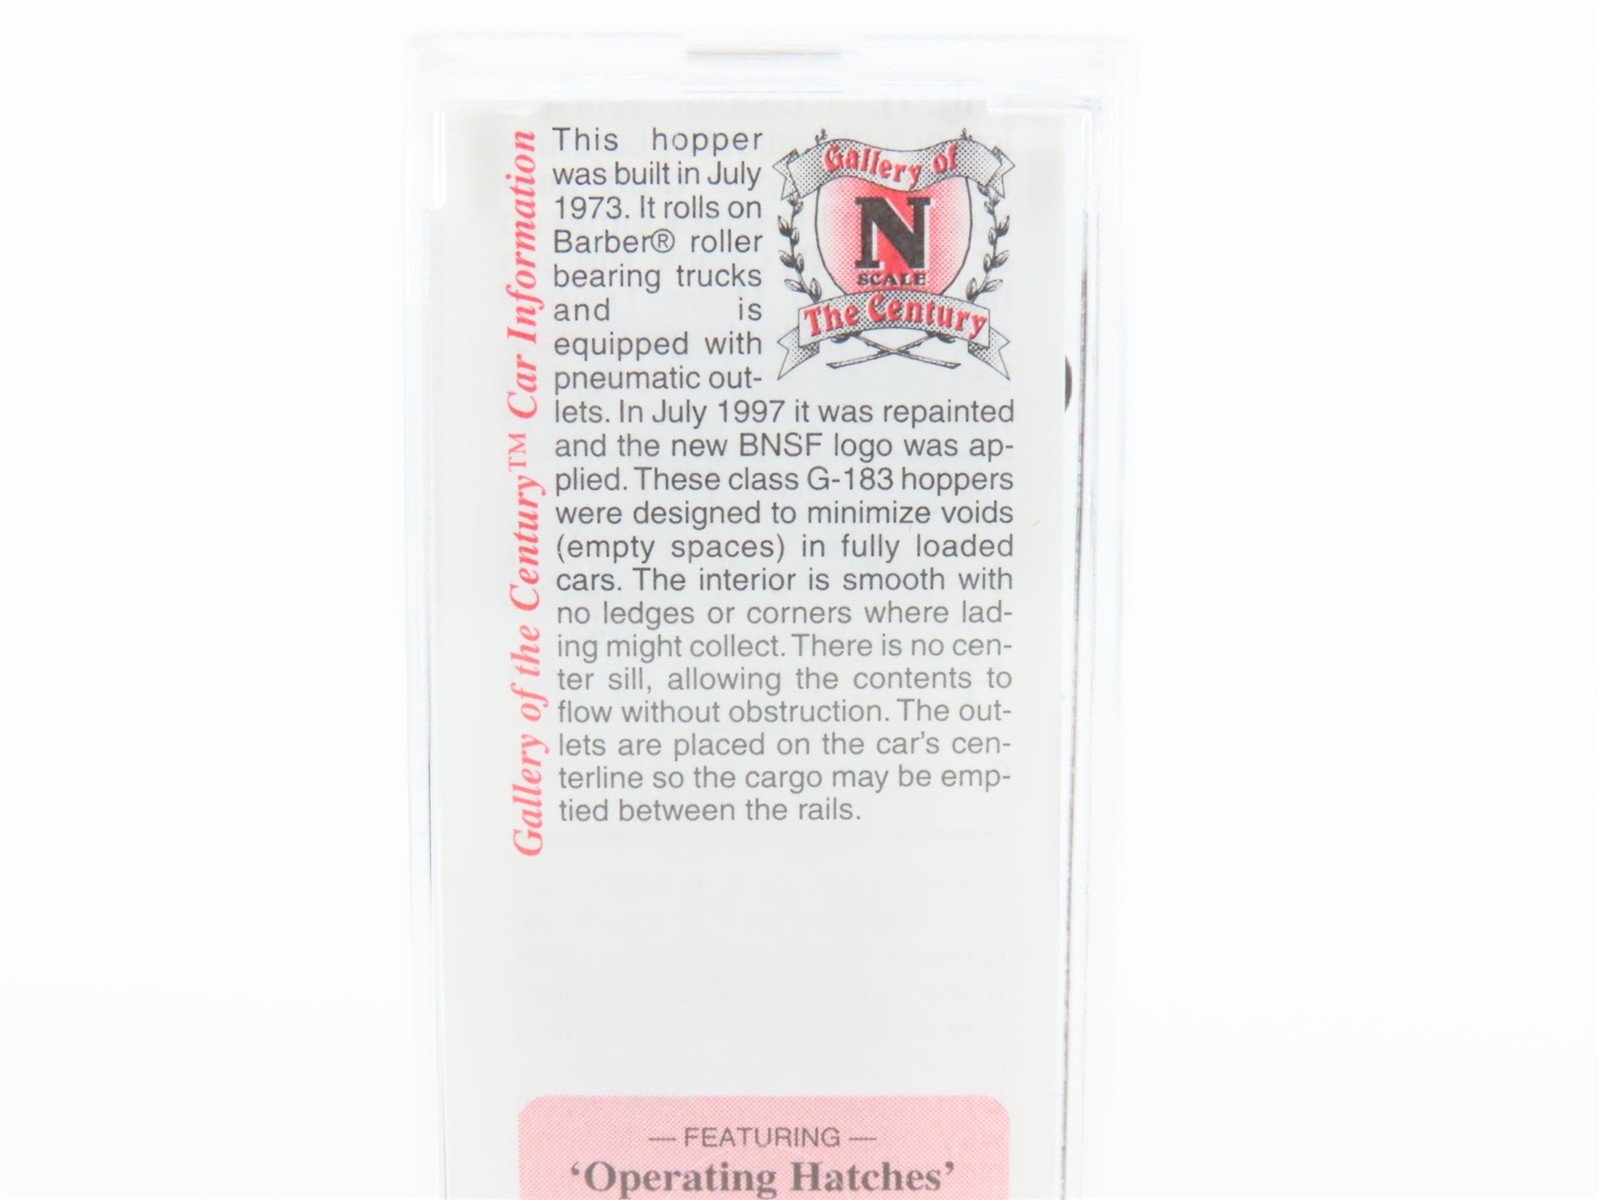 Gallery of the Century™ Car Information
This hopper
was built in July
1973. It rolls on
Barber® roller
bearing trucks
and is
equipped with
pneumatic out-
lets. In July 1997 it was repainted
and the new BNSF logo was ap-
plied. These class G-183 hoppers
were designed to minimize voids
(empty spaces) in fully loaded
cars. The interior is smooth with
no ledges or corners where lad-
ing might collect. There is no cen-
ter sill, allowing the contents to
flow without obstruction. The out-
lets are placed on the car's cen-
terline so the cargo may be emp-
tied between the rails.
Gallery of
N
SCALE
The Century
— FEATURING —
‘Operating Hatches’